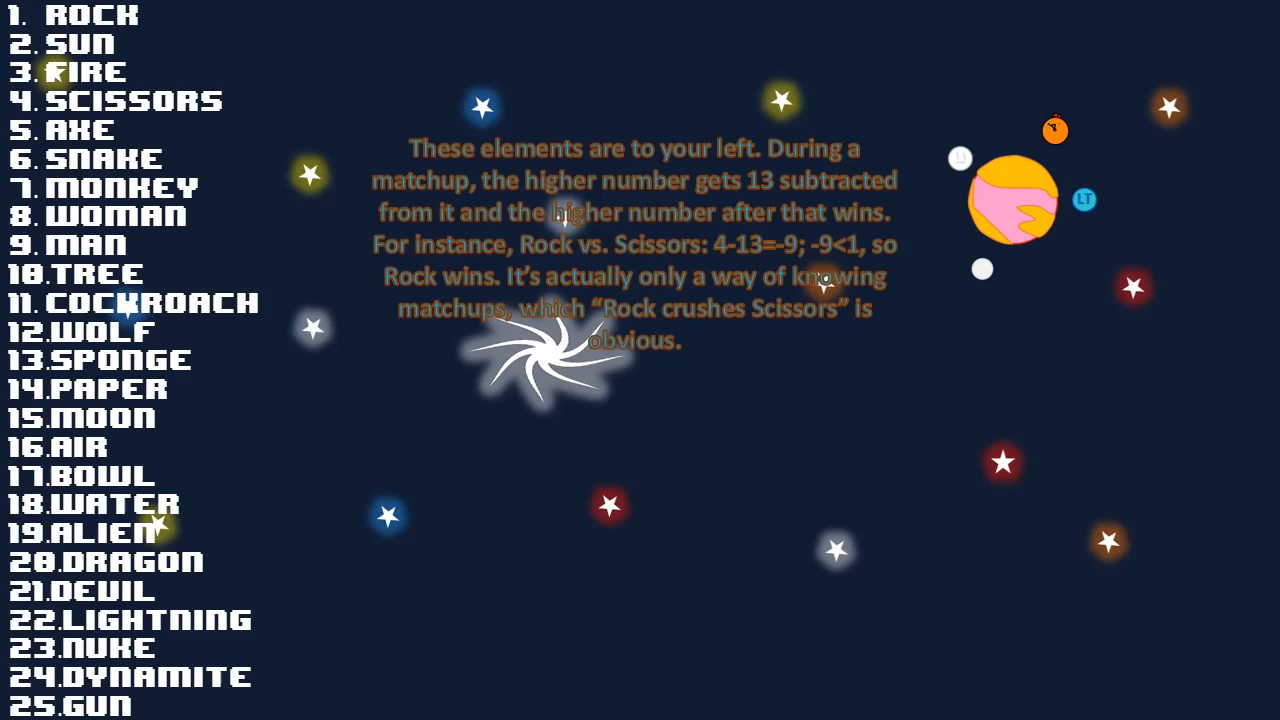 1. ROCK
2. SUN
3. FIRE
4. SCISSORS
5. AXE
6. SNAKE
7. MONKEY
8. WOMAN
9. MAN
10.TREE
11. COCKROACH
12.WOLF
13.SPONGE
14.PAPER
15.MOON
16.AIR
17.BOWL
18.WATER
19.ALIEN
20.DRAGON
21.DEVIL
22.LIGHTNING
23.NUKE
24.DYNAMITE
25.GUN
These elements are to your left. During a
matchup, the higher number gets 13 subtracted
from it and the higher number after that wins.
For instance, Rock vs. Scissors: 4-13=-9; -9<1, so
Rock wins. It’s actually only a way of knowing
matchups, which “Rock crushes Scissors” is
obvious.
LT